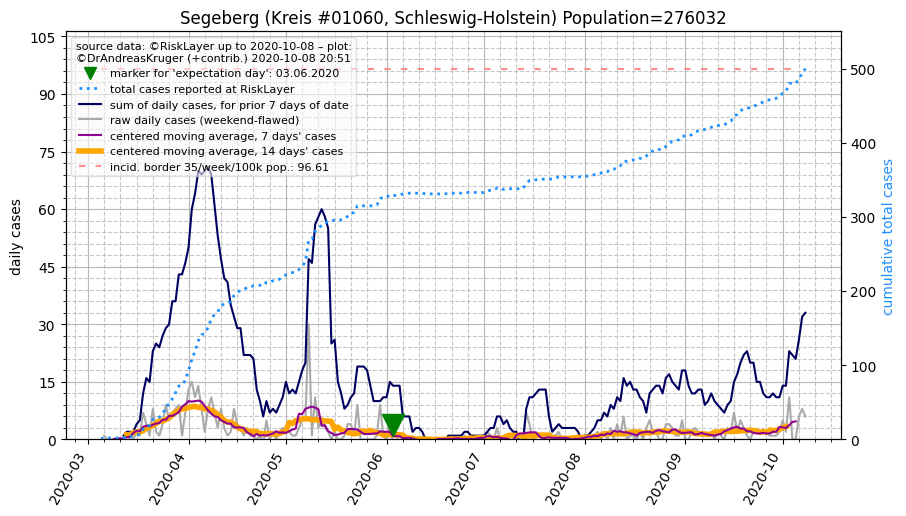 Segeberg (Kreis #01060, Schleswig-Holstein) Population=276032
source data: ©RiskLayer up to 2020-10-08 – plot:
©DrAndreasKruger (+contrib.) 2020-10-08 20:51
marker for 'expectation day': 03.06.2020
total cases reported at RiskLayer
sum of daily cases, for prior 7 days of date
raw daily cases (weekend-flawed)
centered moving average, 7 days' cases
centered moving average, 14 days' cases
incid. border 35/week/100k pop.: 96.61
daily cases
105
90
75
60
45
30
15
0
cumulative total cases
500
400
300
200
100
0
2020-03
2020-04
2020-05
2020-06
2020-07
2020-08
2020-09
2020-10